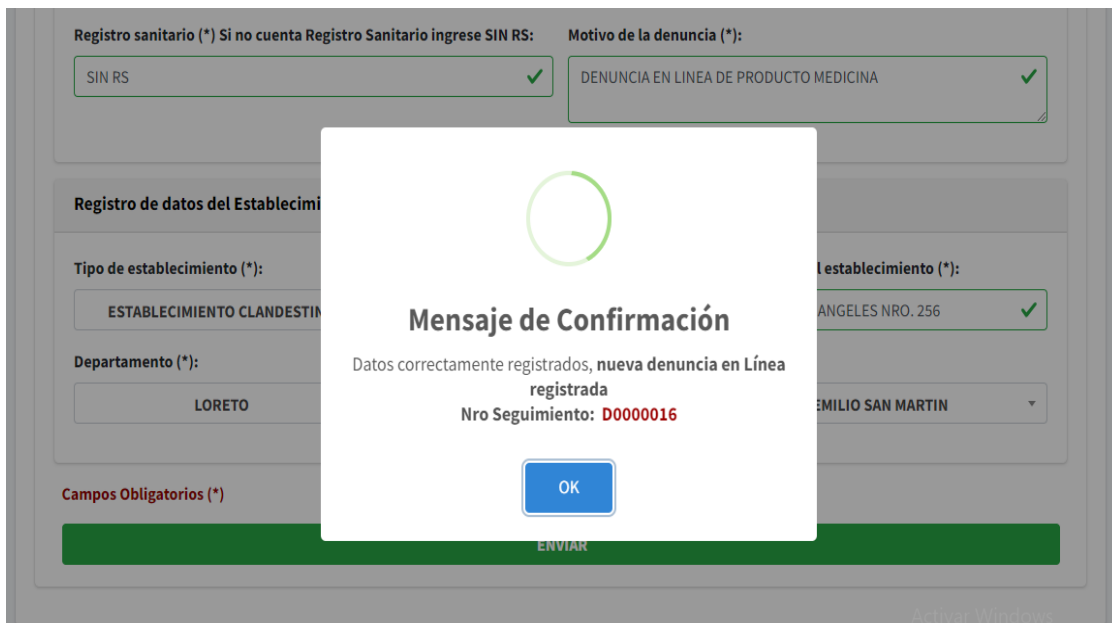 Registro sanitario (*) Si no cuenta Registro Sanitario ingrese SIN RS:
Motivo de la denuncia (*):
SIN RS
DENUNCIA EN LINEA DE PRODUCTO MEDICINA
Registro de datos del Establecimi
Tipo de establecimiento (*):
l establecimiento (*):
ESTABLECIMIENTO CLANDESTIN
ANGELES NRO. 256
Departamento (*):
LORETO
EMILIO SAN MARTIN
Mensaje de Confirmación
Datos correctamente registrados, nueva denuncia en Línea
registrada
Nro Seguimiento: D0000016
OK
Campos Obligatorios (*)
ENVIAR
Activar Windows